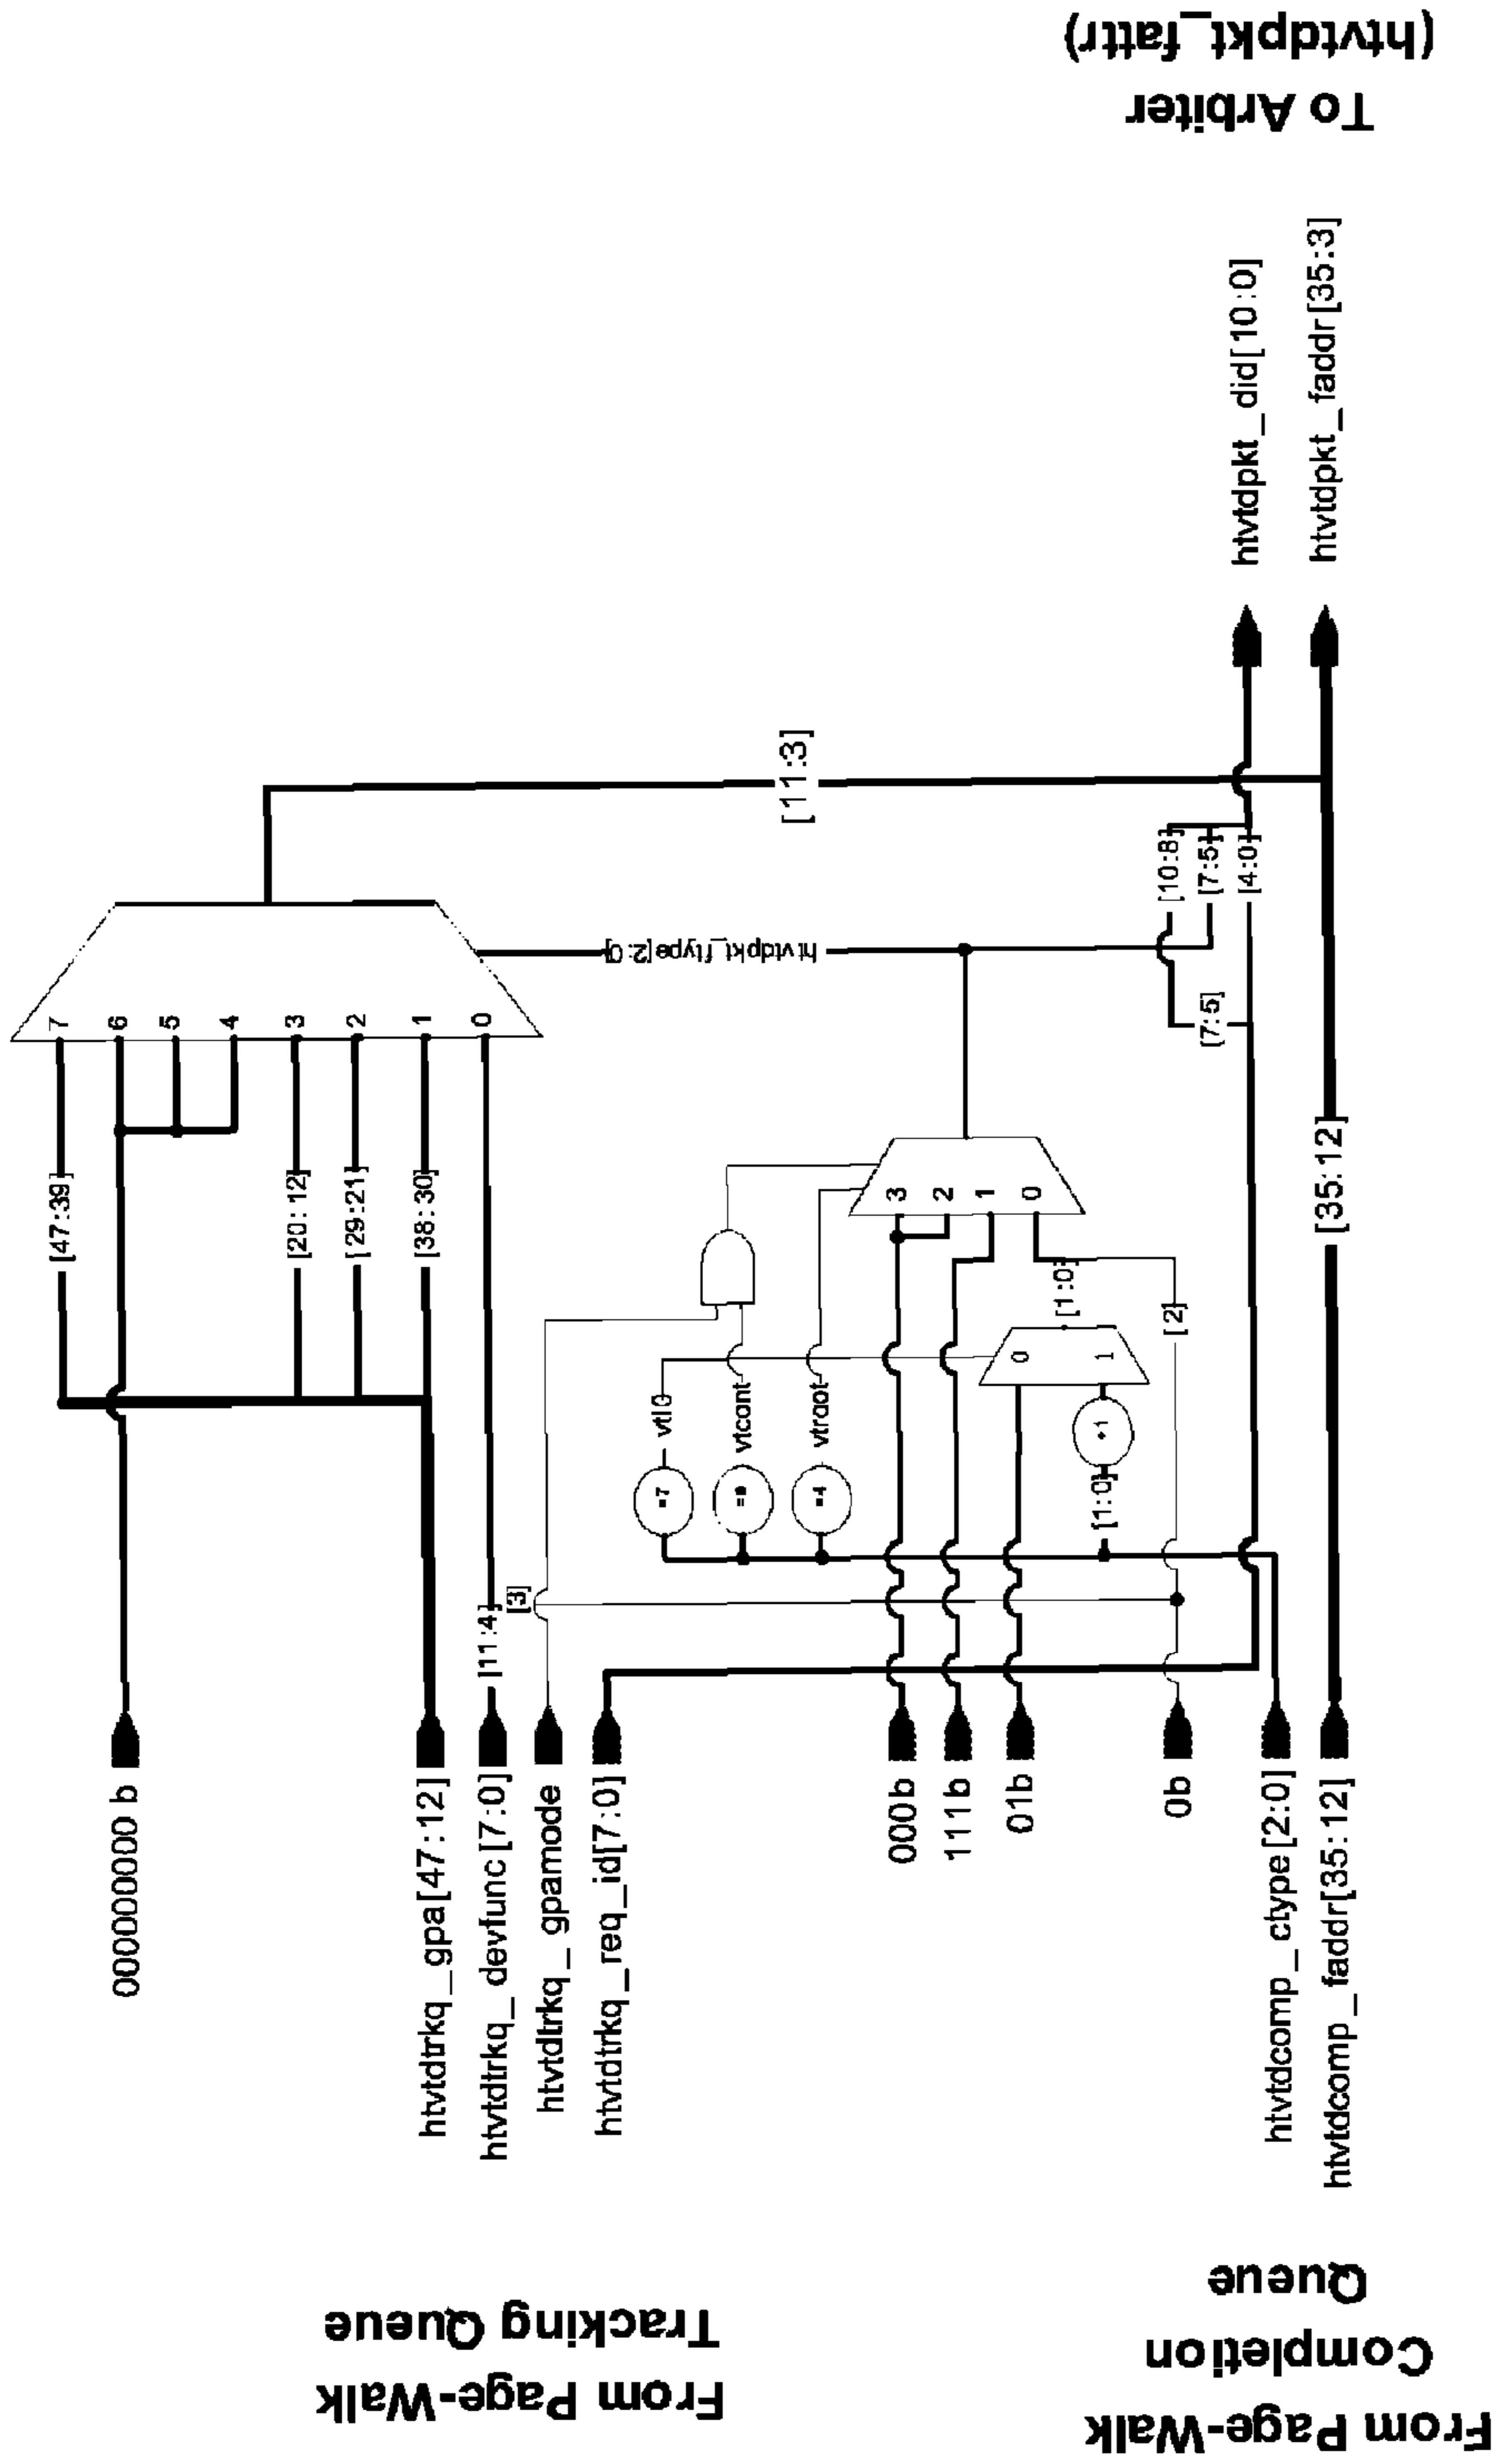 From Page-Walk
Tracking Queue
000000000 b
htvtdtrkq_gpa[47:12]
htvtdtrkq_devfunc[7:0]
htvtdtrkq_gpamode
htvtdtrkq_req_id[7:0]
From Page-Walk
Completion
Queue
000b
111b
01b
0b
htvtdcomp_ctype[2:0]
htvtdcomp_faddr[35:12]
[47:39]
[20:12]
[29:21]
[38:30]
[11:4]
[3]
7
6
5
4
3
2
1
0
=7
vtl0
vtcont
=4
vtroot
[1:0]
+1
0
1
[1:0]
[2]
3
2
1
0
htvtdpkt_ftype[2:0]
[11:3]
[7:5]
[10:8]
[7:5]
[4:0]
[35:12]
htvtdpkt_did[10:0]
htvtdpkt_faddr[35:3]
To Arbiter
(htvtdpkt_fattr)